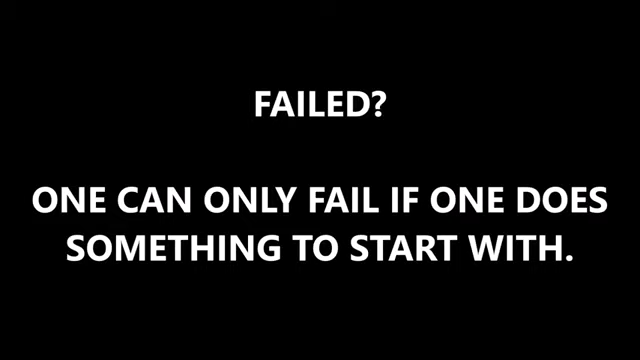 FAILED?
ONE CAN ONLY FAIL IF ONE DOES
SOMETHING TO START WITH.